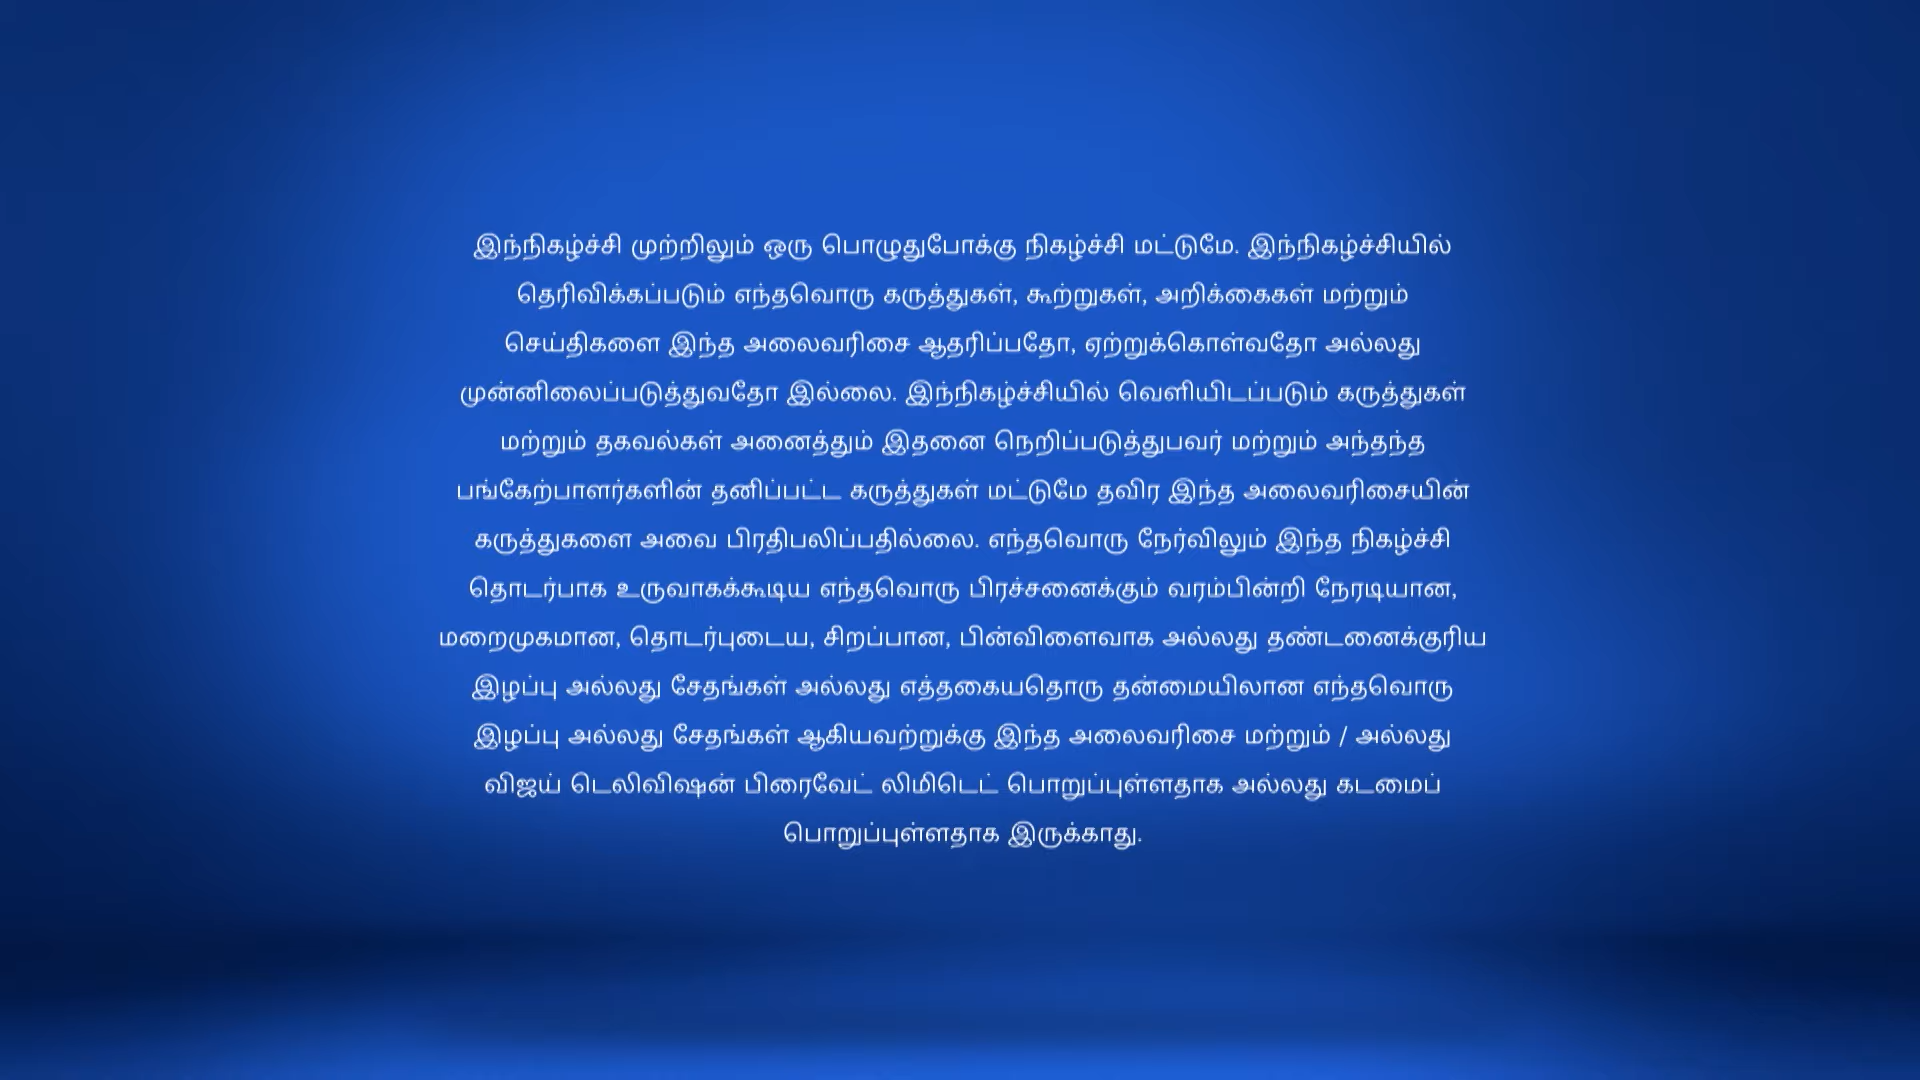 இந்நிகழ்ச்சி முற்றிலும் ஒரு பொழுதுபோக்கு நிகழ்ச்சி மட்டுமே. இந்நிகழ்ச்சியில்
தெரிவிக்கப்படும் எந்தவொரு கருத்துகள், கூற்றுகள், அறிக்கைகள் மற்றும்
செய்திகளை இந்த அலைவரிசை ஆதரிப்பதோ, ஏற்றுக்கொள்வதோ அல்லது
முன்னிலைப்படுத்துவதோ இல்லை. இந்நிகழ்ச்சியில் வெளியிடப்படும் கருத்துகள்
மற்றும் தகவல்கள் அனைத்தும் இதனை நெறிப்படுத்துபவர் மற்றும் அந்தந்த
பங்கேற்பாளர்களின் தனிப்பட்ட கருத்துகள் மட்டுமே தவிர இந்த அலைவரிசையின்
கருத்துகளை அவை பிரதிபலிப்பதில்லை. எந்தவொரு நேர்விலும் இந்த நிகழ்ச்சி
தொடர்பாக உருவாகக்கூடிய எந்தவொரு பிரச்சனைக்கும் வரம்பின்றி நேரடியான,
மறைமுகமான, தொடர்புடைய, சிறப்பான, பின்விளைவாக அல்லது தண்டனைக்குரிய
இழப்பு அல்லது சேதங்கள் அல்லது எத்தகையதொரு தன்மையிலான எந்தவொரு
இழப்பு அல்லது சேதங்கள் ஆகியவற்றுக்கு இந்த அலைவரிசை மற்றும் / அல்லது
விஜய் டெலிவிஷன் பிரைவேட் லிமிடெட் பொறுப்புள்ளதாக அல்லது கடமைப்
பொறுப்புள்ளதாக இருக்காது.